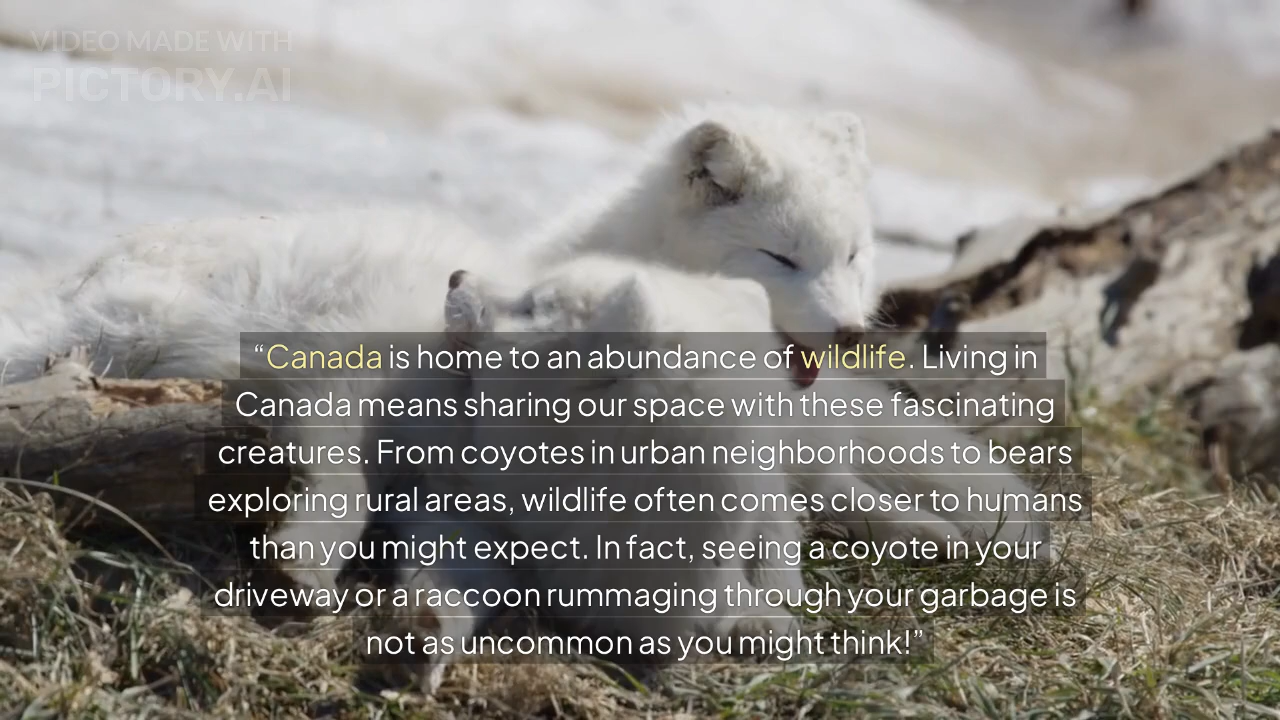 VIDEO MADE WITH
PICTORY.AI
“Canada is home to an abundance of wildlife. Living in
Canada means sharing our space with these fascinating
creatures. From coyotes in urban neighborhoods to bears
exploring rural areas, wildlife often comes closer to humans
than you might expect. In fact, seeing a coyote in your
driveway or a raccoon rummaging through your garbage is
not as uncommon as you might think!”